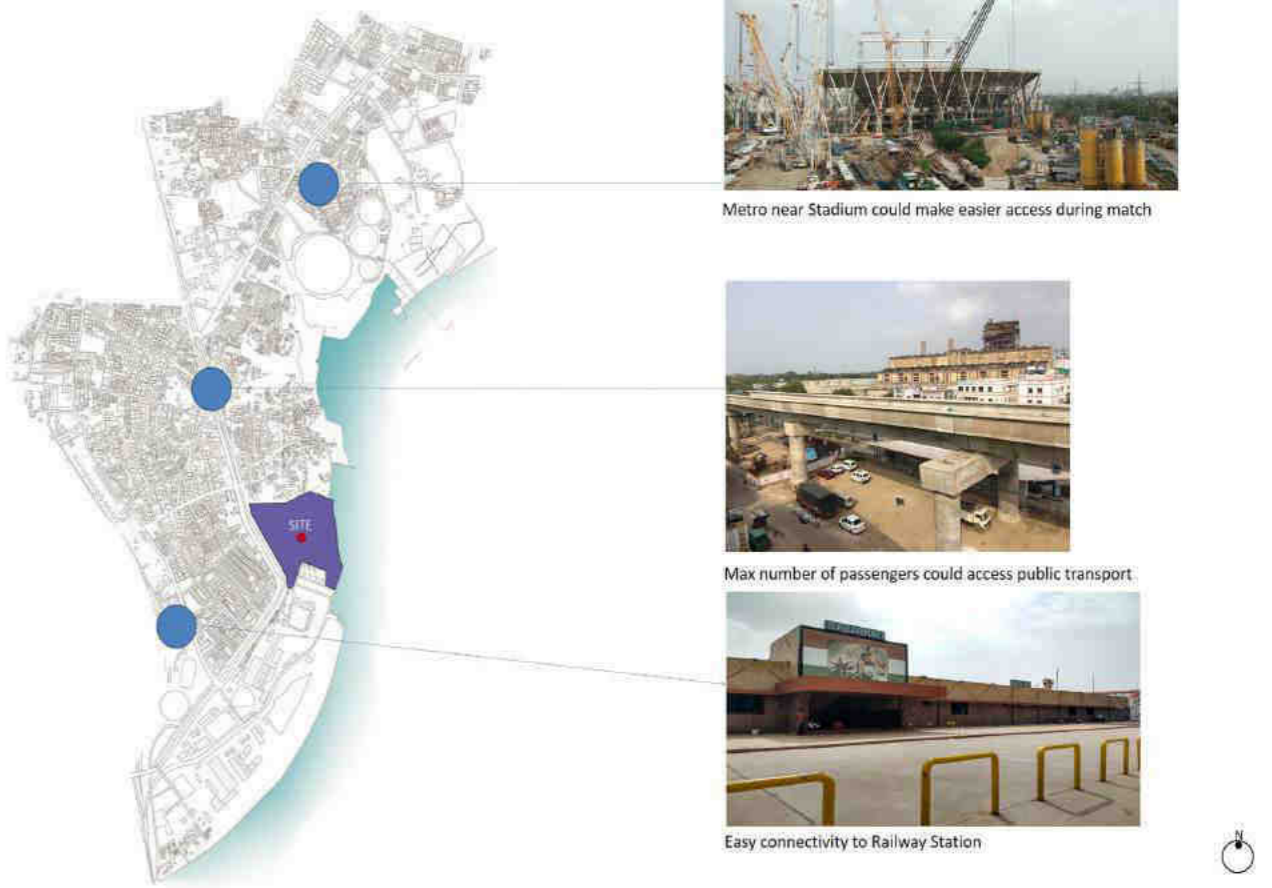 Metro near Stadium could make easier access during match
SITE
Max number of passengers could access public transport
Easy connectivity to Railway Station
N